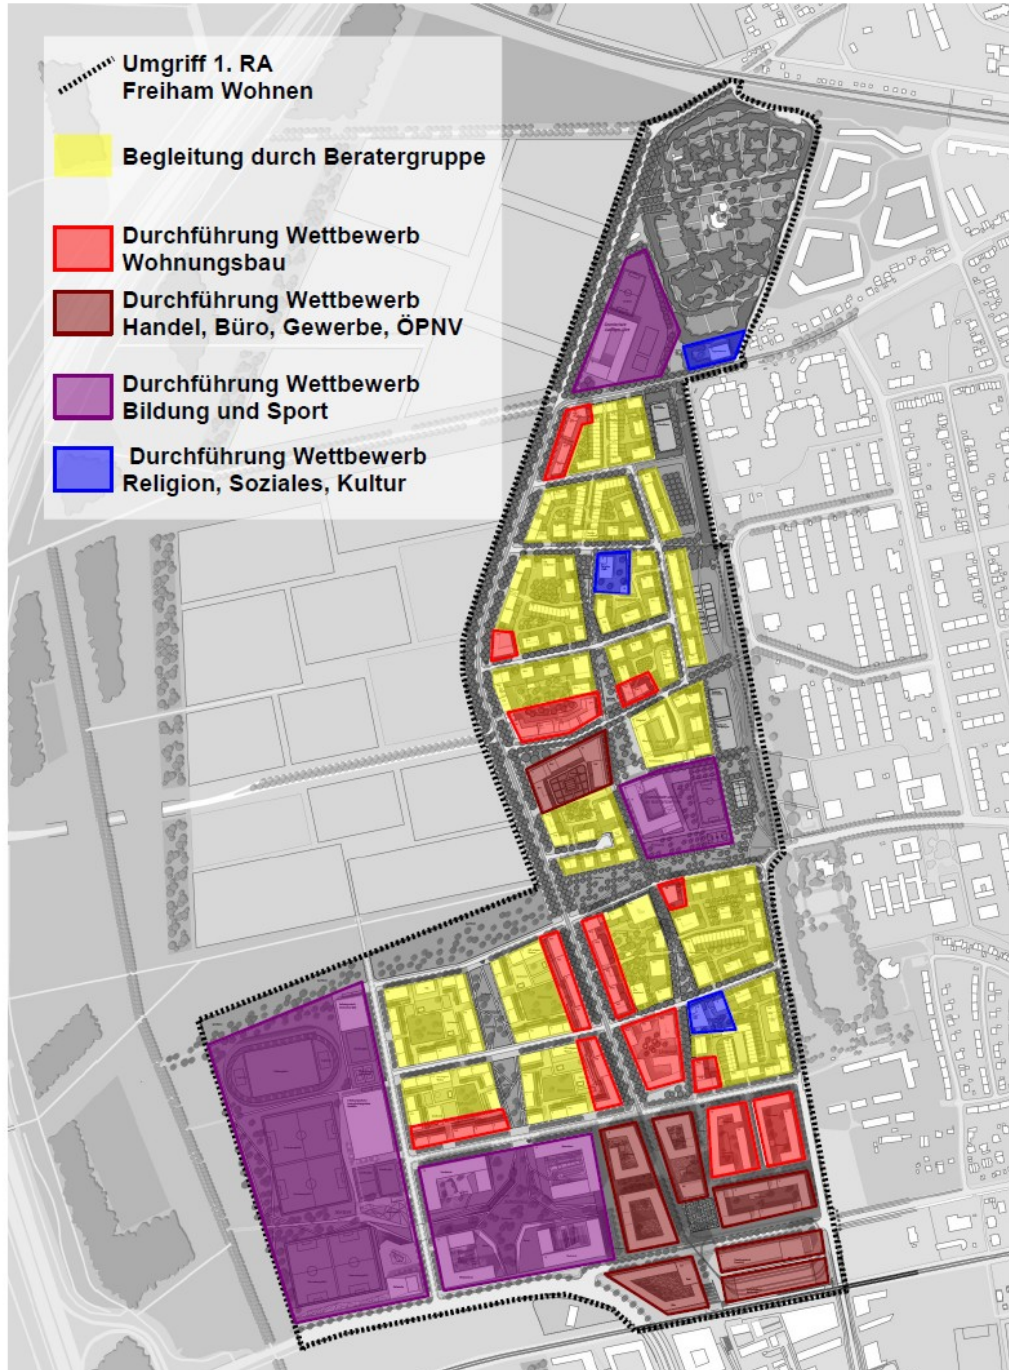 Umgriff 1. RA
Freiham Wohnen
Begleitung durch Beratergruppe
Durchführung Wettbewerb
Wohnungsbau
Durchführung Wettbewerb
Handel, Büro, Gewerbe, ÖPNV
Durchführung Wettbewerb
Bildung und Sport
Durchführung Wettbewerb
Religion, Soziales, Kultur